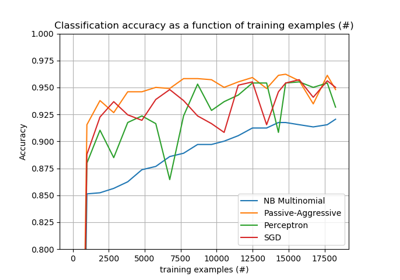 Classification accuracy as a function of training examples (#)
1.000
0.975
0.950
0.925
0.900
0.875
0.850
0.825
0.800
Accuracy
NB Multinomial
Passive-Aggressive
Perceptron
SGD
0 2500 5000 7500 10000 12500 15000 17500
training examples (#)